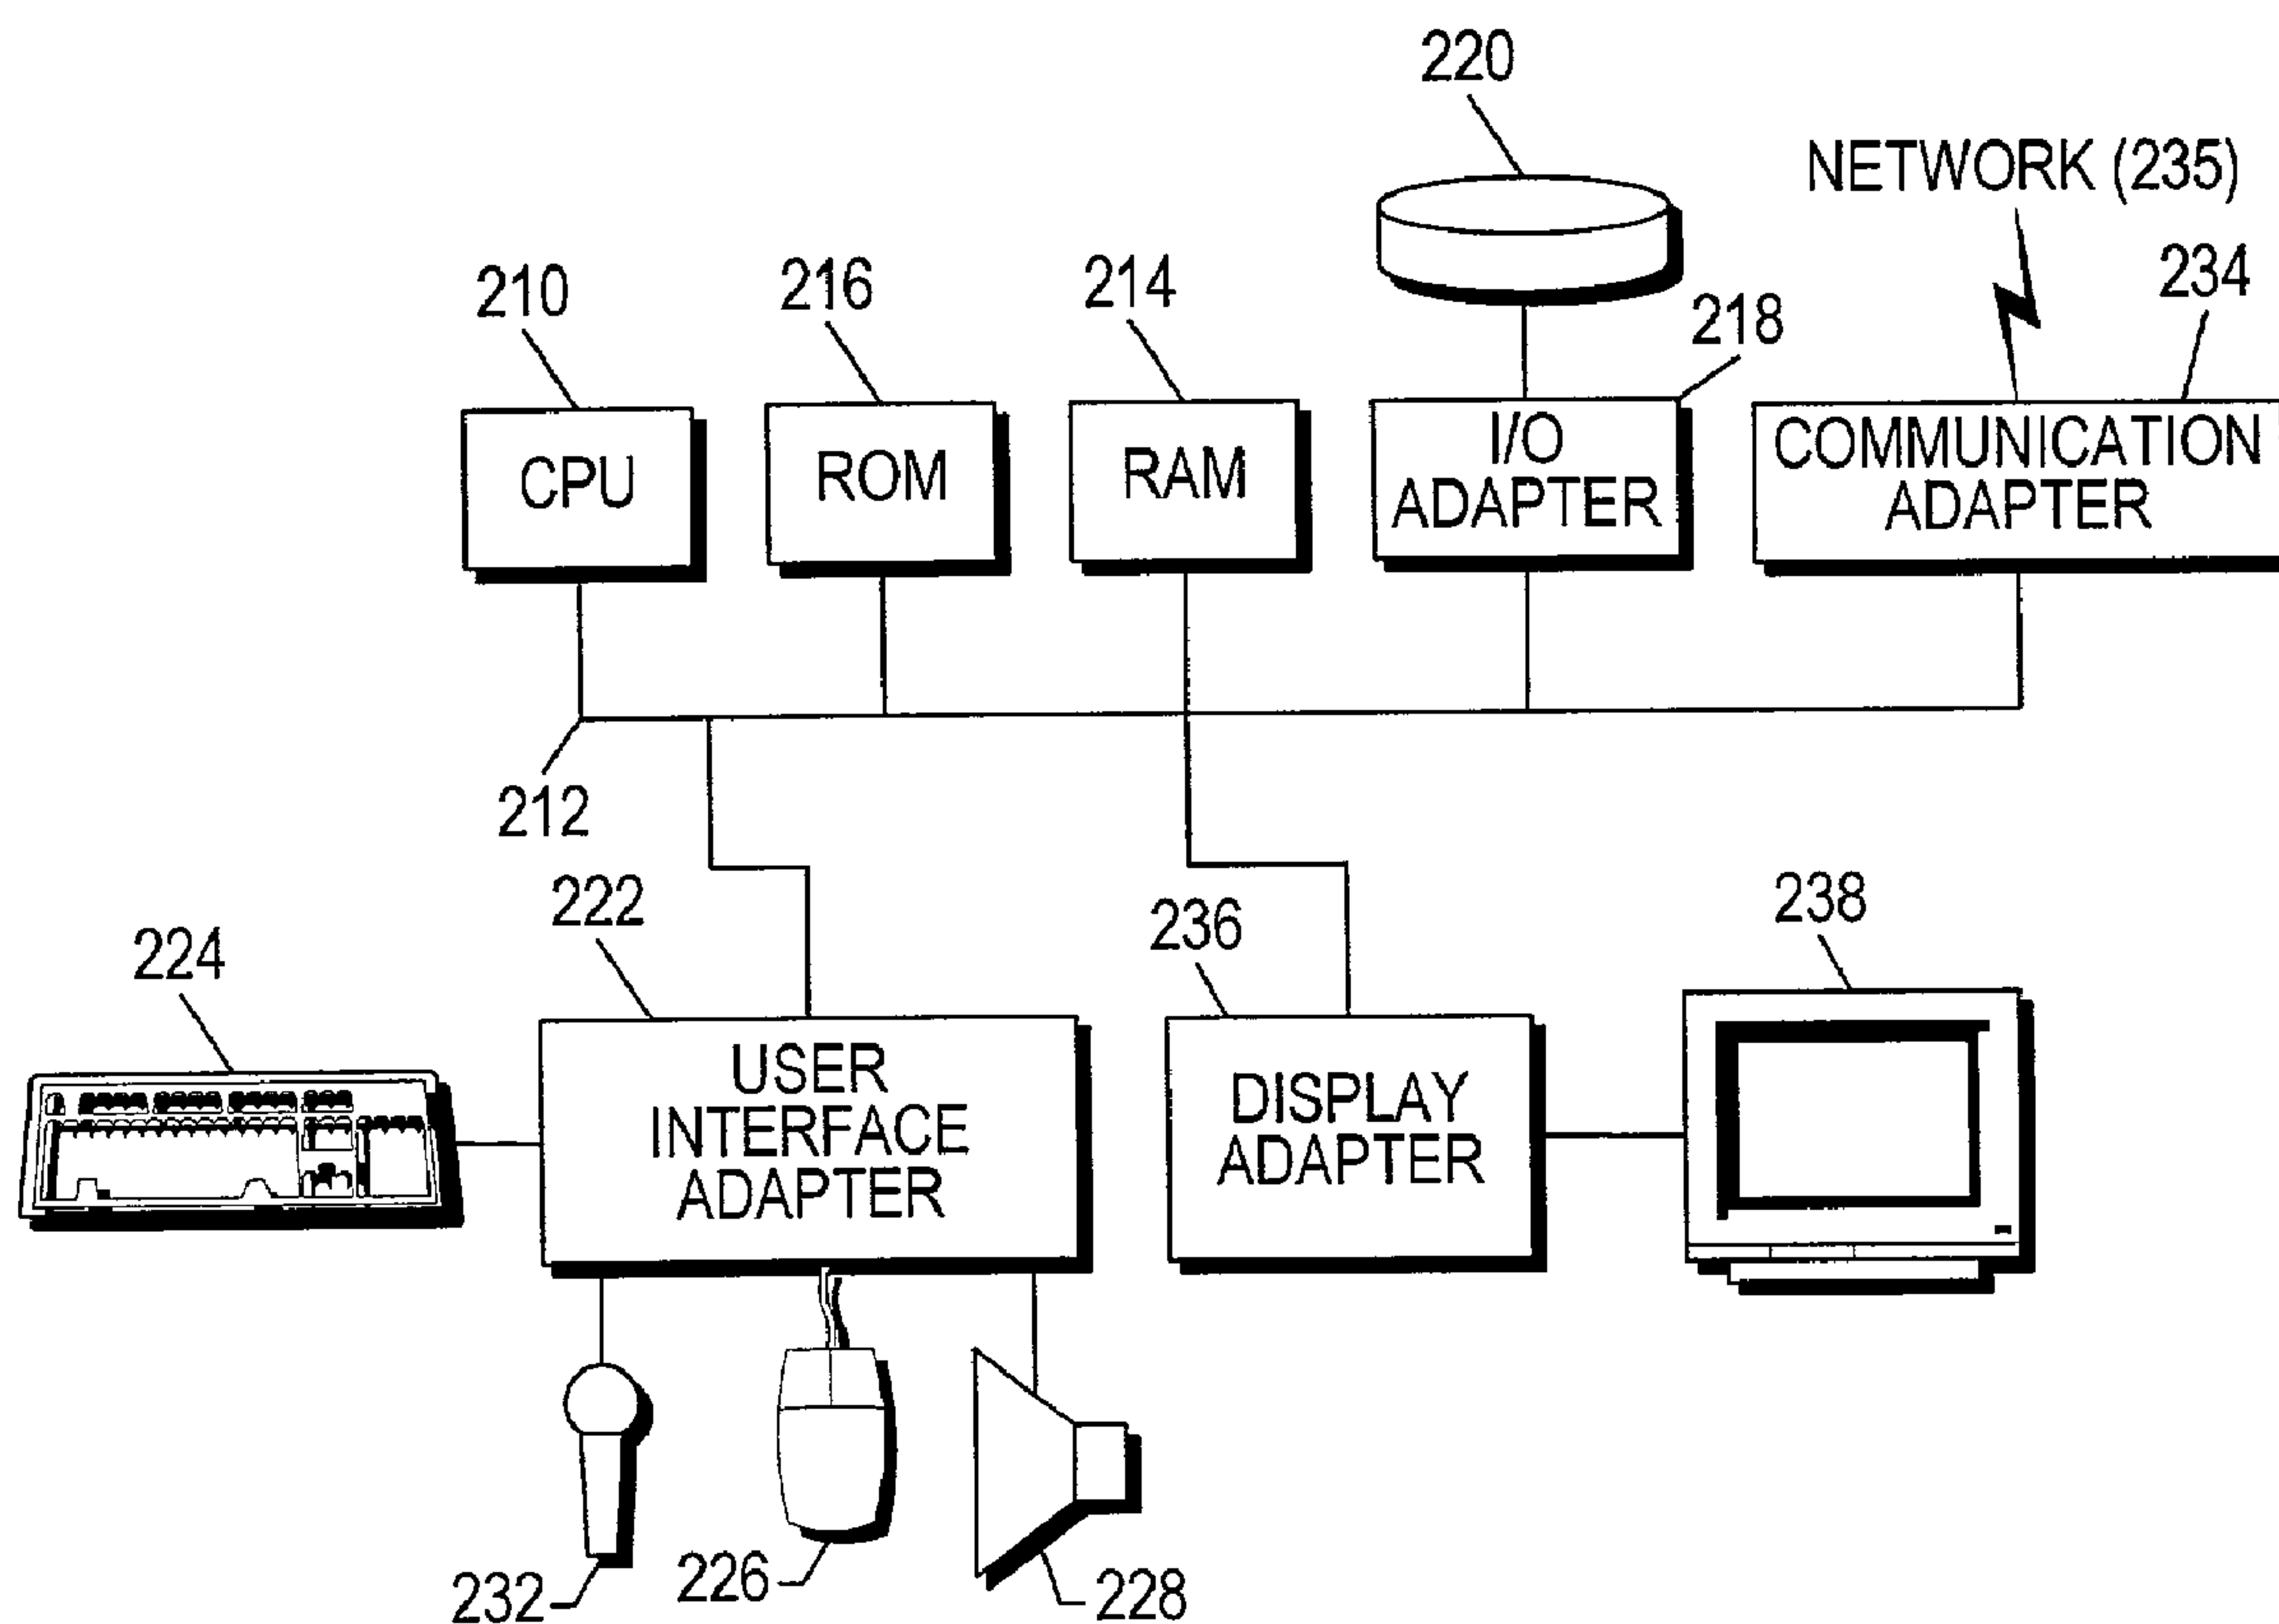 220
NETWORK (235)
210
216
214
218
234
CPU
ROM
RAM
I/O
ADAPTER
COMMUNICATION
ADAPTER
212
222
236
238
224
USER
INTERFACE
ADAPTER
DISPLAY
ADAPTER
232
226
228